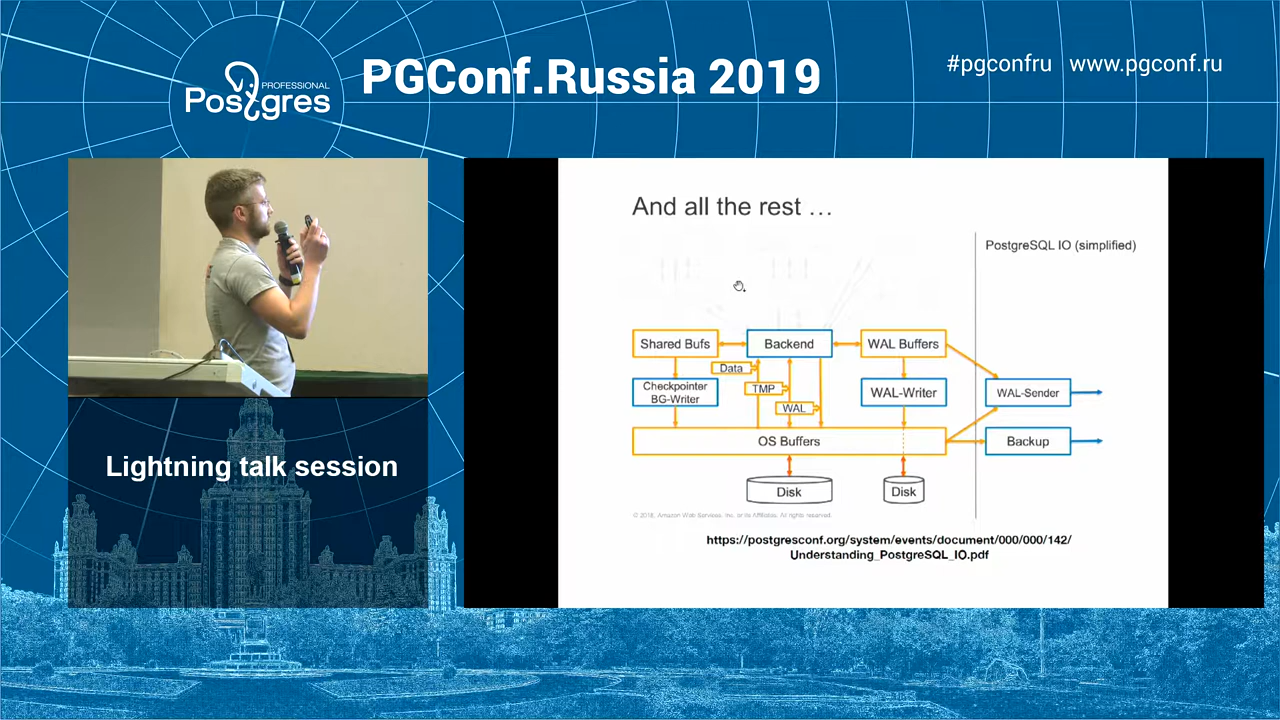 PROFESSIONAL
Postgres
PGConf.Russia 2019
#pgconfru www.pgconf.ru
And all the rest …
PostgreSQL IO (simplified)
Shared Bufs
Backend
WAL Buffers
Data
Checkpointer
BG-Writer
TMP
WAL-Writer
WAL-Sender
WAL
OS Buffers
Backup
Disk
Disk
© 2018, Amazon Web Services, Inc. or its Affiliates. All rights reserved.
https://postgresconf.org/system/events/document/000/000/142/
Understanding_PostgreSQL_IO.pdf
Lightning talk session